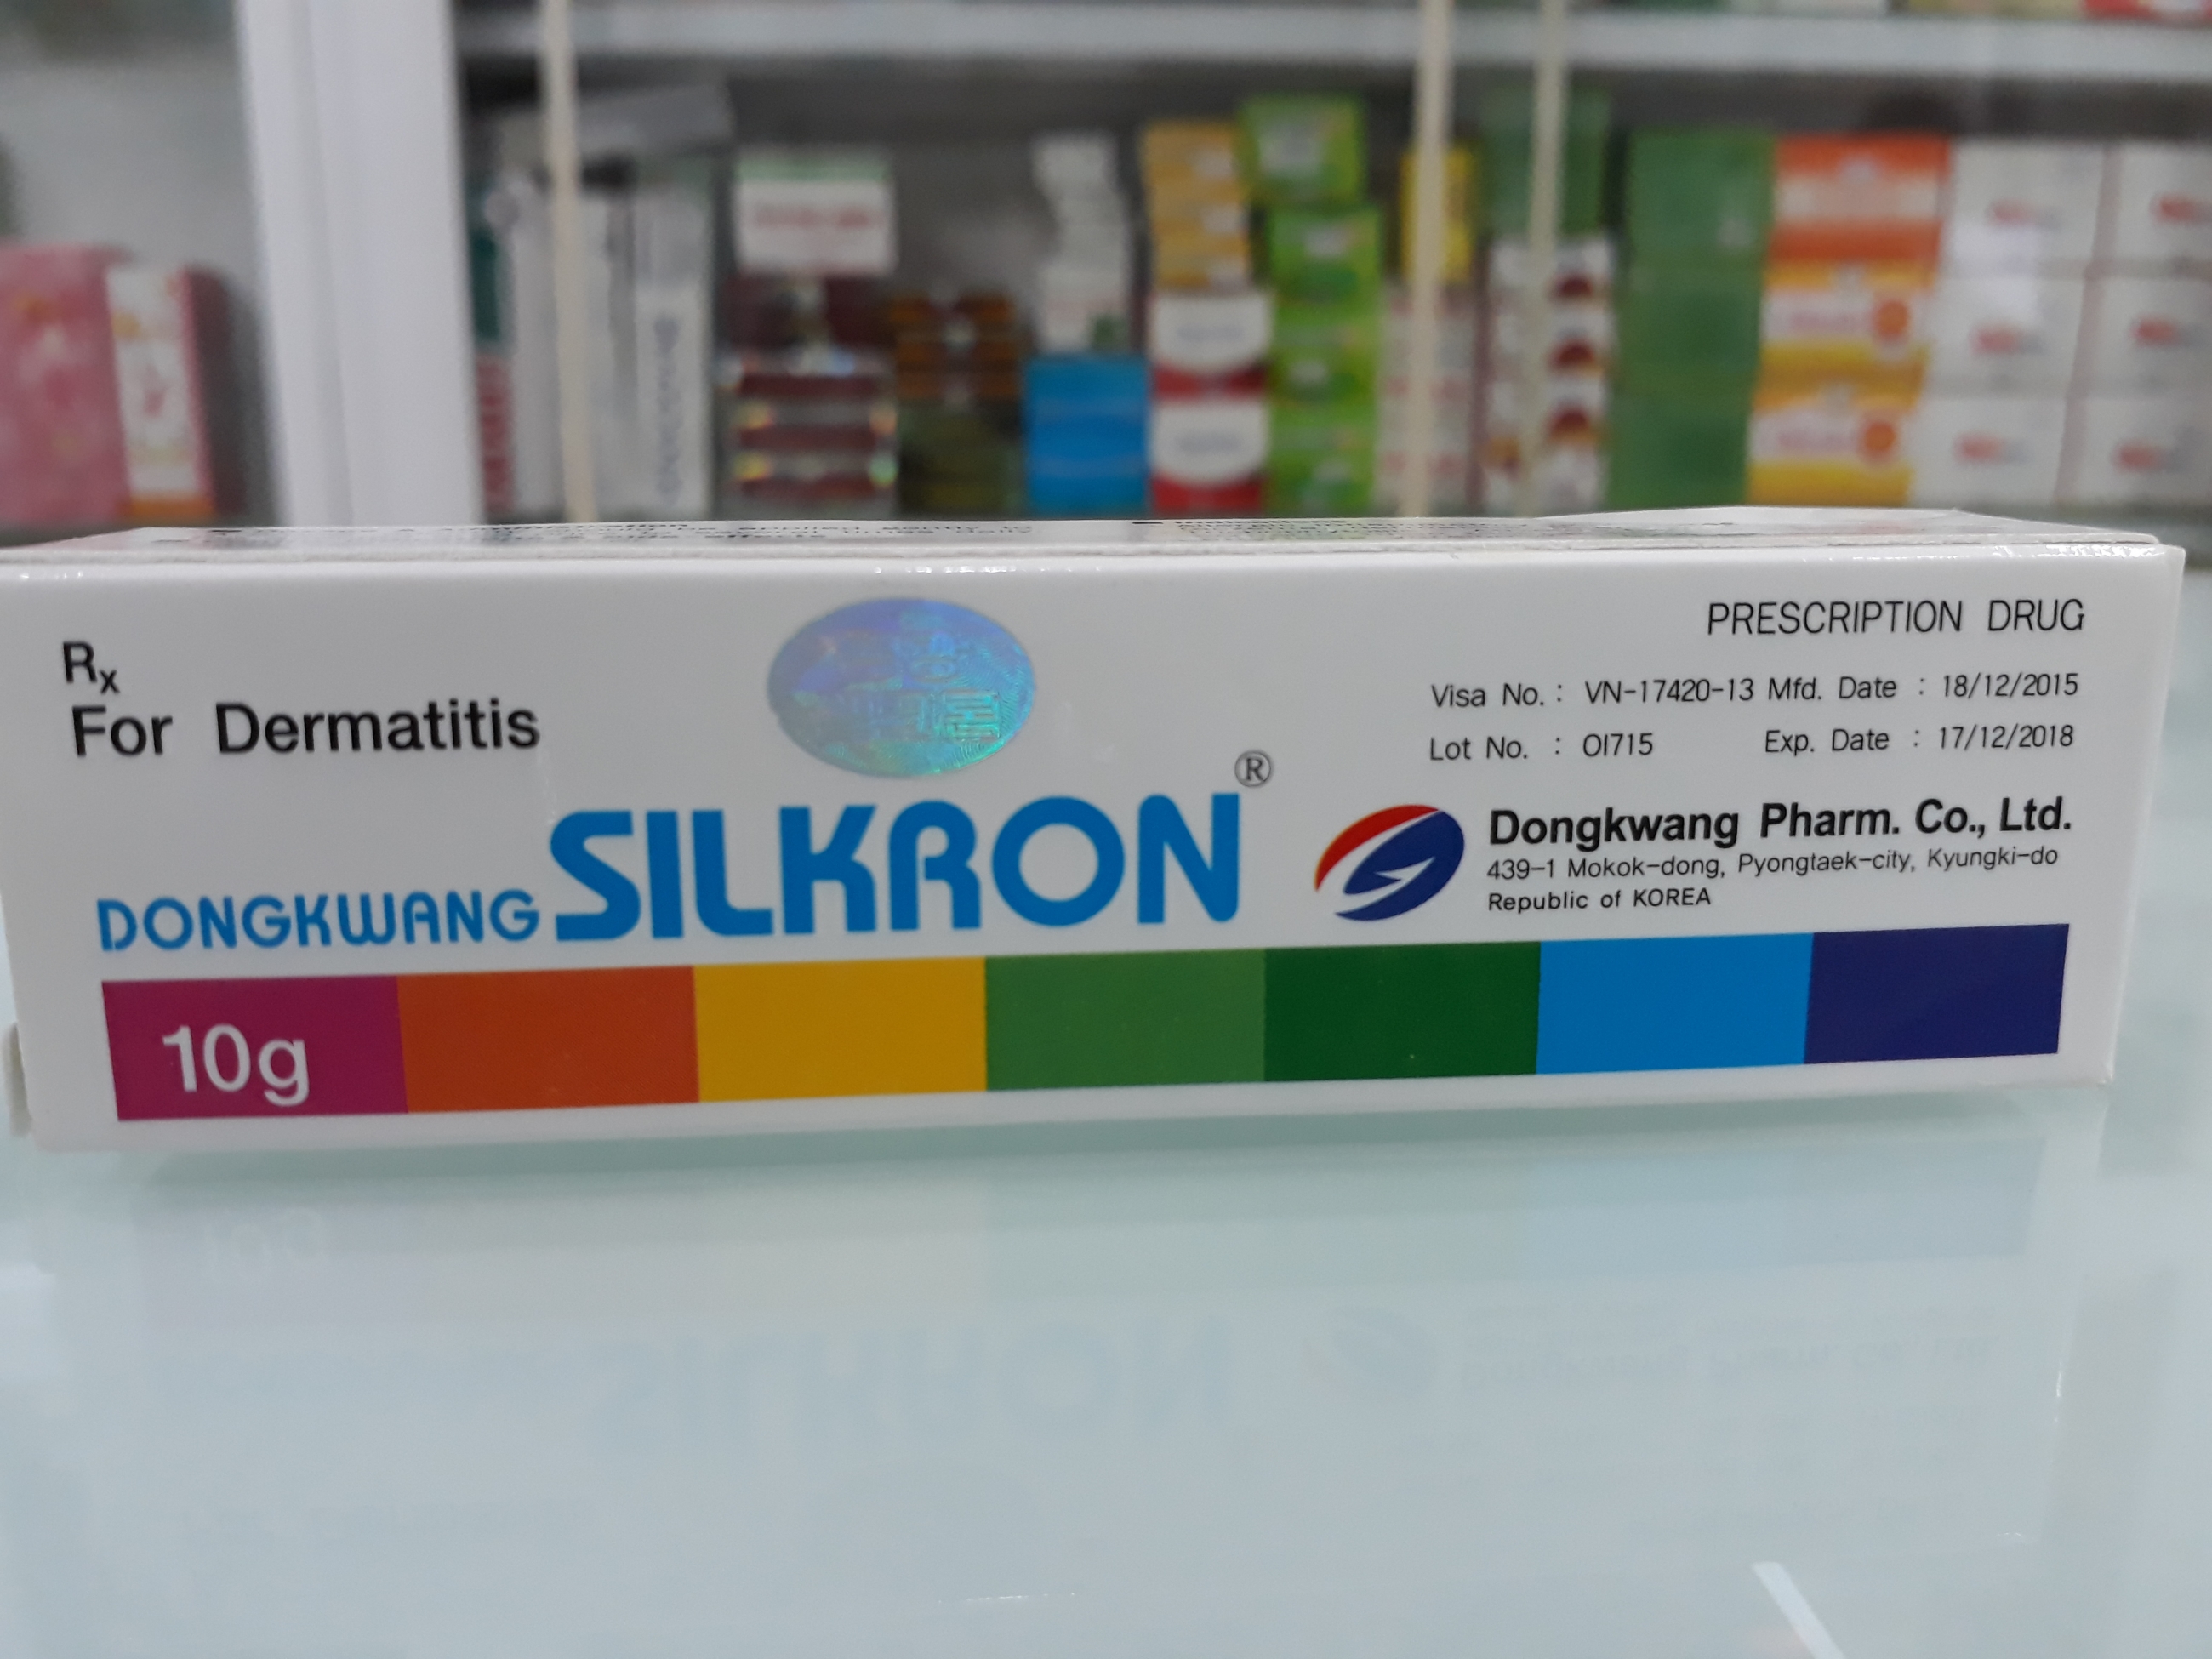 Rx
For Dermatitis
PRESCRIPTION DRUG
Visa No. : VN-17420-13 Mfd. Date : 18/12/2015
Lot No. : OI715 Exp. Date : 17/12/2018
DONGKWANG SILKRON®
Dongkwang Pharm. Co., Ltd.
439-1 Mokok-dong, Pyongtaek-city, Kyungki-do
Republic of KOREA
10g